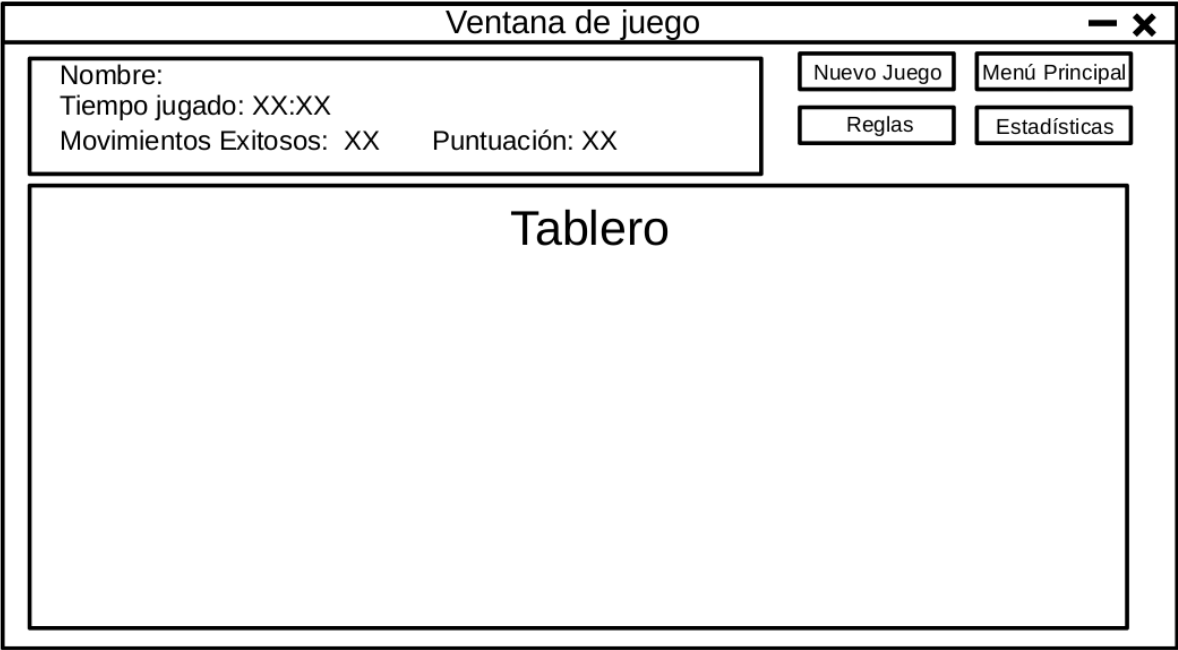 Ventana de juego
Nombre:
Tiempo jugado: XX:XX
Movimientos Exitosos: XX Puntuación: XX
Nuevo Juego
Menú Principal
Reglas
Estadísticas
Tablero